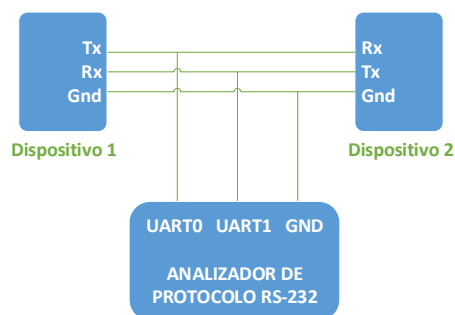 Tx
Rx
Gnd
Rx
Tx
Gnd
Dispositivo 1
Dispositivo 2
UART0 UART1 GND
ANALIZADOR DE
PROTOCOLO RS-232